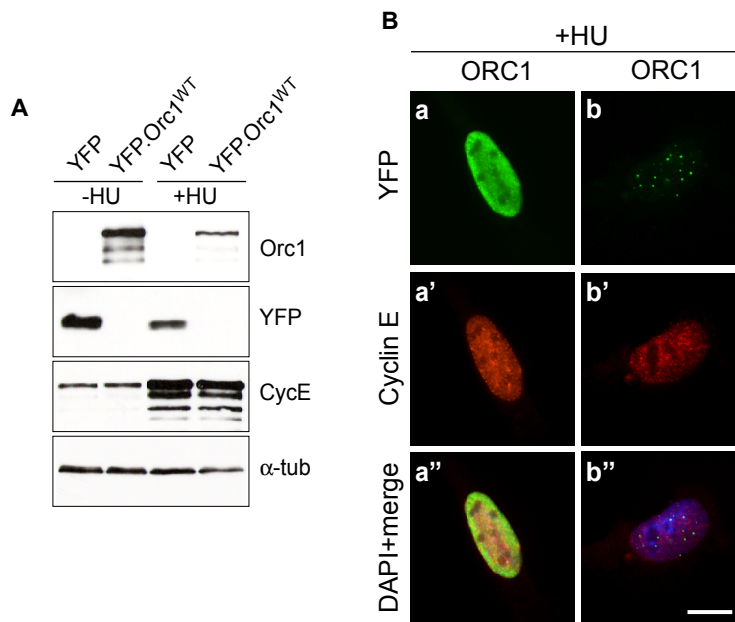 A
YFP
YFP.Orc1WT
YFP
YFP.Orc1WT
-HU
+HU
Orc1
YFP
CycE
α-tub
B
+HU
ORC1
ORC1
YFP
a
b
Cyclin E
a’
b’
DAPI+merge
a”
b”